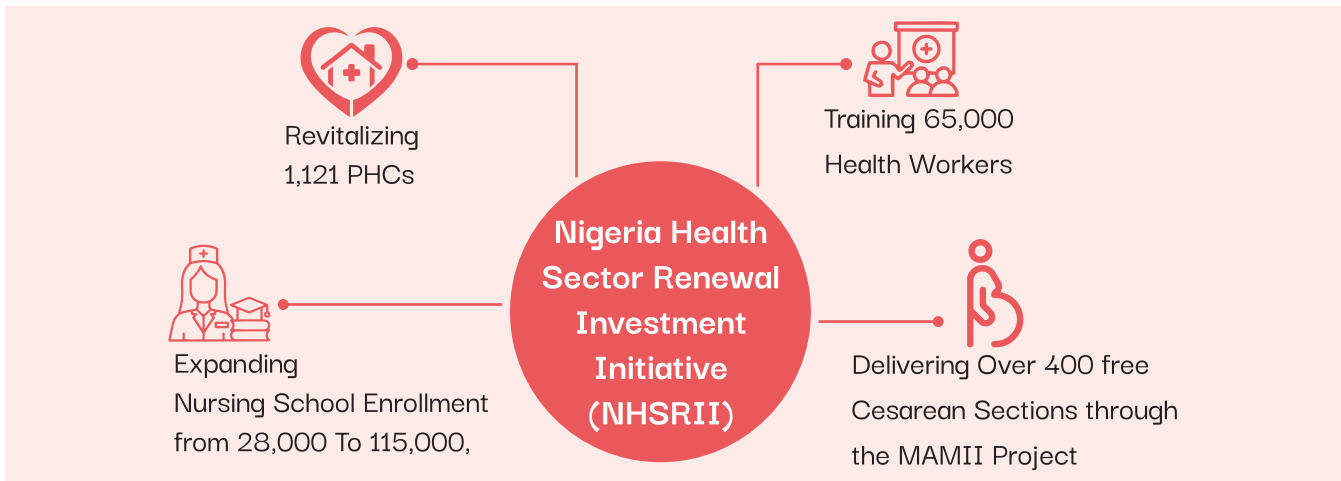 Revitalizing
1,121 PHCs
Training 65,000
Health Workers
Nigeria Health
Sector Renewal
Investment
Initiative
(NHSRII)
Expanding
Nursing School Enrollment
from 28,000 To 115,000,
Delivering Over 400 free
Cesarean Sections through
the MAMII Project